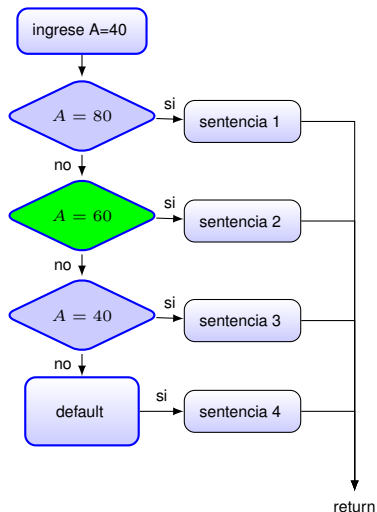 ingrese A=40
A = 80
si
sentencia 1
no
A = 60
si
sentencia 2
no
A = 40
si
sentencia 3
no
default
si
sentencia 4
return